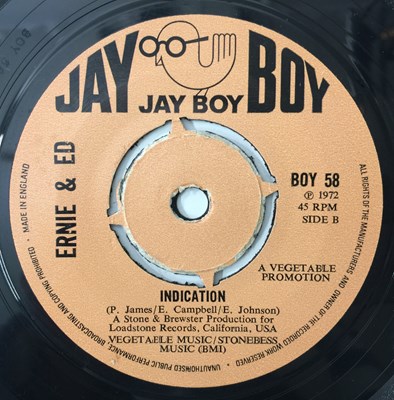 JAY BOY
JAY BOY
ERNIE & ED
BOY 58
℗ 1972
45 RPM
SIDE B
INDICATION
(P. James/E. Campbell/E. Johnson)
A Stone & Brewster Production for
Loadstone Records, California, USA
VEGETABLE MUSIC/STONEBESS
MUSIC (BMI)
A VEGETABLE
PROMOTION
ALL RIGHTS OF THE MANUFACTURERS AND OWNER OF THE RECORDED WORK RESERVED
UNAUTHORISED PUBLIC PERFORMANCE BROADCASTING AND COPYING PROHIBITED • MADE IN ENGLAND